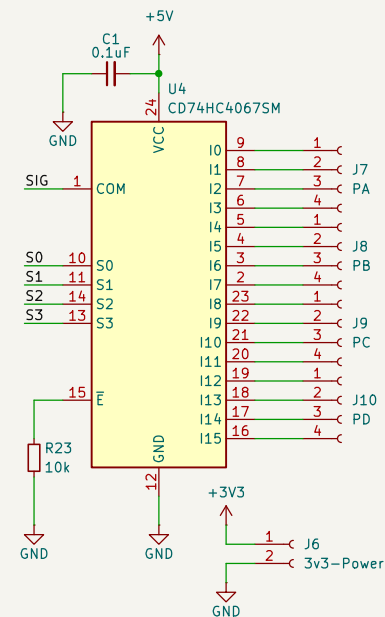 +5V
C1
0.1uF
GND
24
U4
CD74HC4067SM
VCC
SIG 1 COM
I0 9 1
I1 8 2 J7
I2 7 3 PA
I3 6 4
I4 5 1
I5 4 2 J8
S0 10 S0 I6 3 3 PB
S1 11 S1 I7 2 4
S2 14 S2 I8 23 1
S3 13 S3 I9 22 2 J9
I10 21 3 PC
I11 20 4
I12 19 1
15 E I13 18 2 J10
I14 17 3 PD
I15 16 4
GND
12
R23
10k
GND
GND
+3V3
1 J6
2 3v3-Power
GND